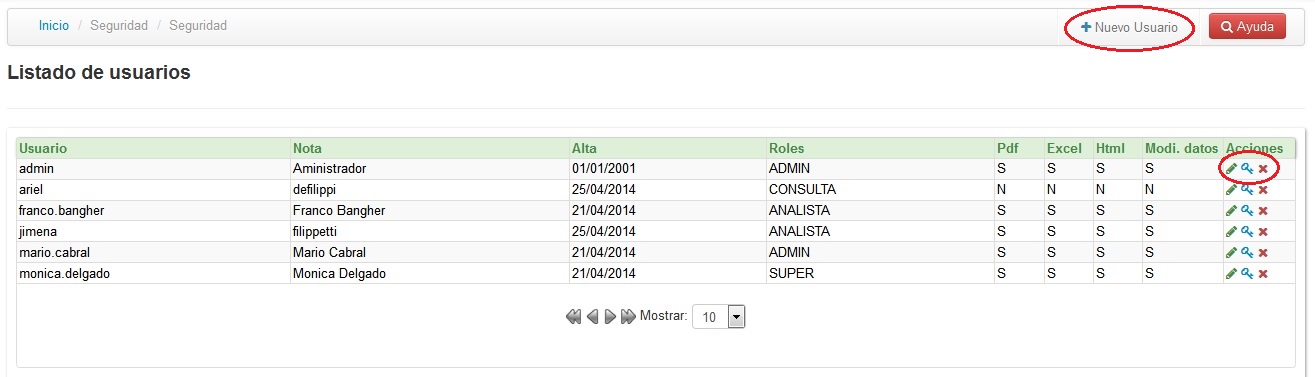 Inicio / Seguridad / Seguridad Nuevo Usuario Ayuda
Listado de usuarios
Usuario Nota Alta Roles Pdf Excel Html Modi. datos Acciones
admin Aministrador 01/01/2001 ADMIN S S S S
ariel defilippi 25/04/2014 CONSULTA N N N N
franco.bangher Franco Bangher 21/04/2014 ANALISTA S S S S
jimena filippetti 25/04/2014 ANALISTA S S S S
mario.cabral Mario Cabral 21/04/2014 ADMIN S S S S
monica.delgado Monica Delgado 21/04/2014 SUPER S S S S
Mostrar: 10